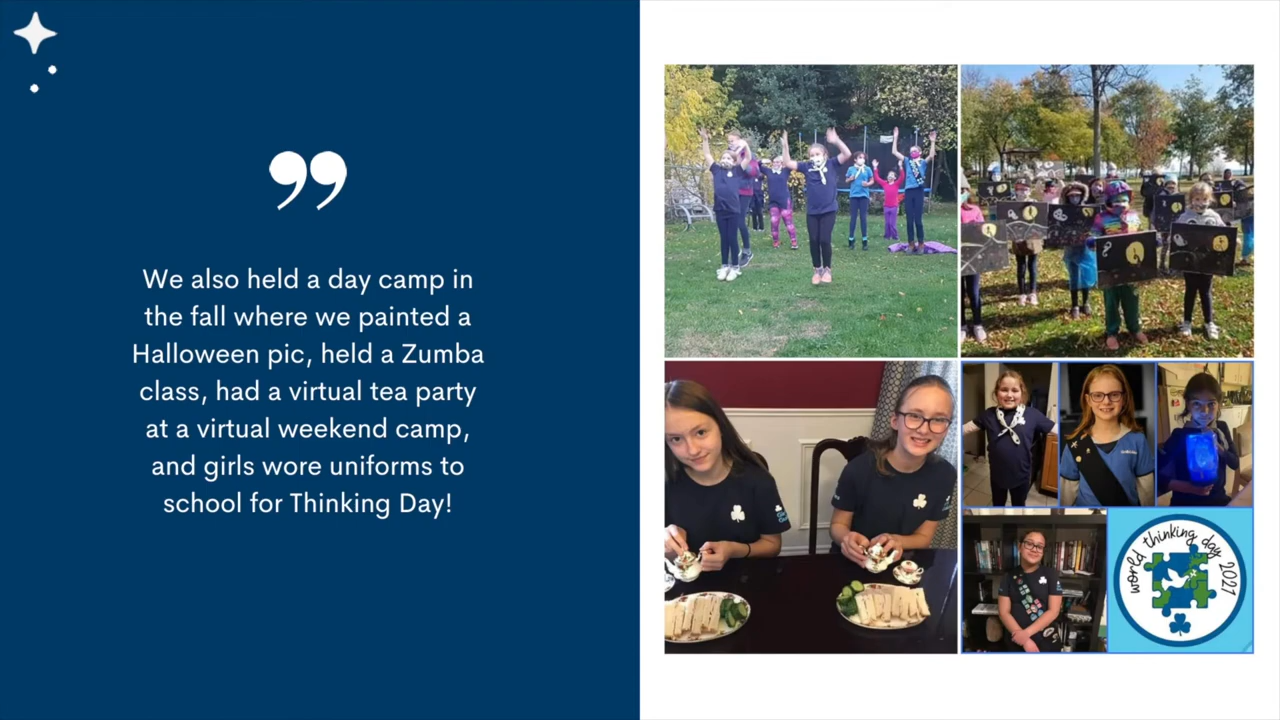 We also held a day camp in
the fall where we painted a
Halloween pic, held a Zumba
class, had a virtual tea party
at a virtual weekend camp,
and girls wore uniforms to
school for Thinking Day!
world thinking day 2021